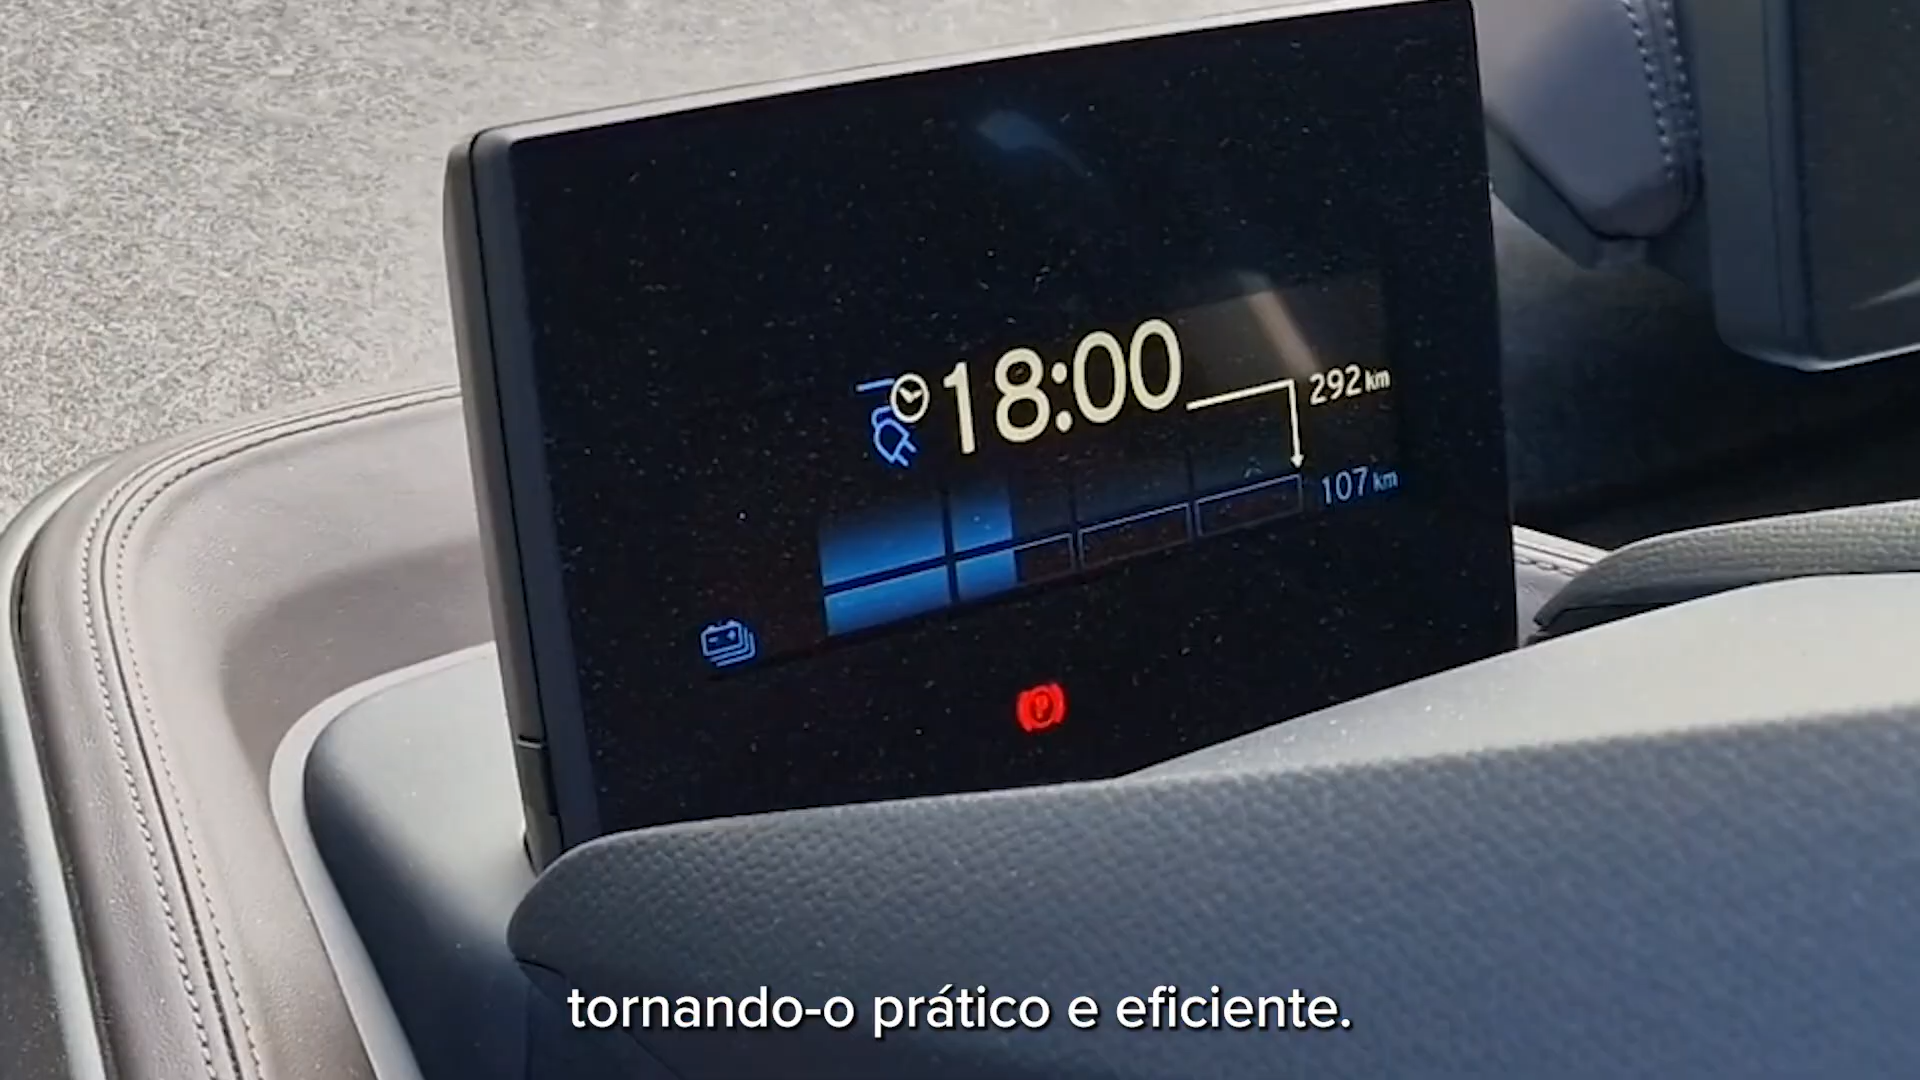 18:00
292 km
107 km
P
tornando-o prático e eficiente.